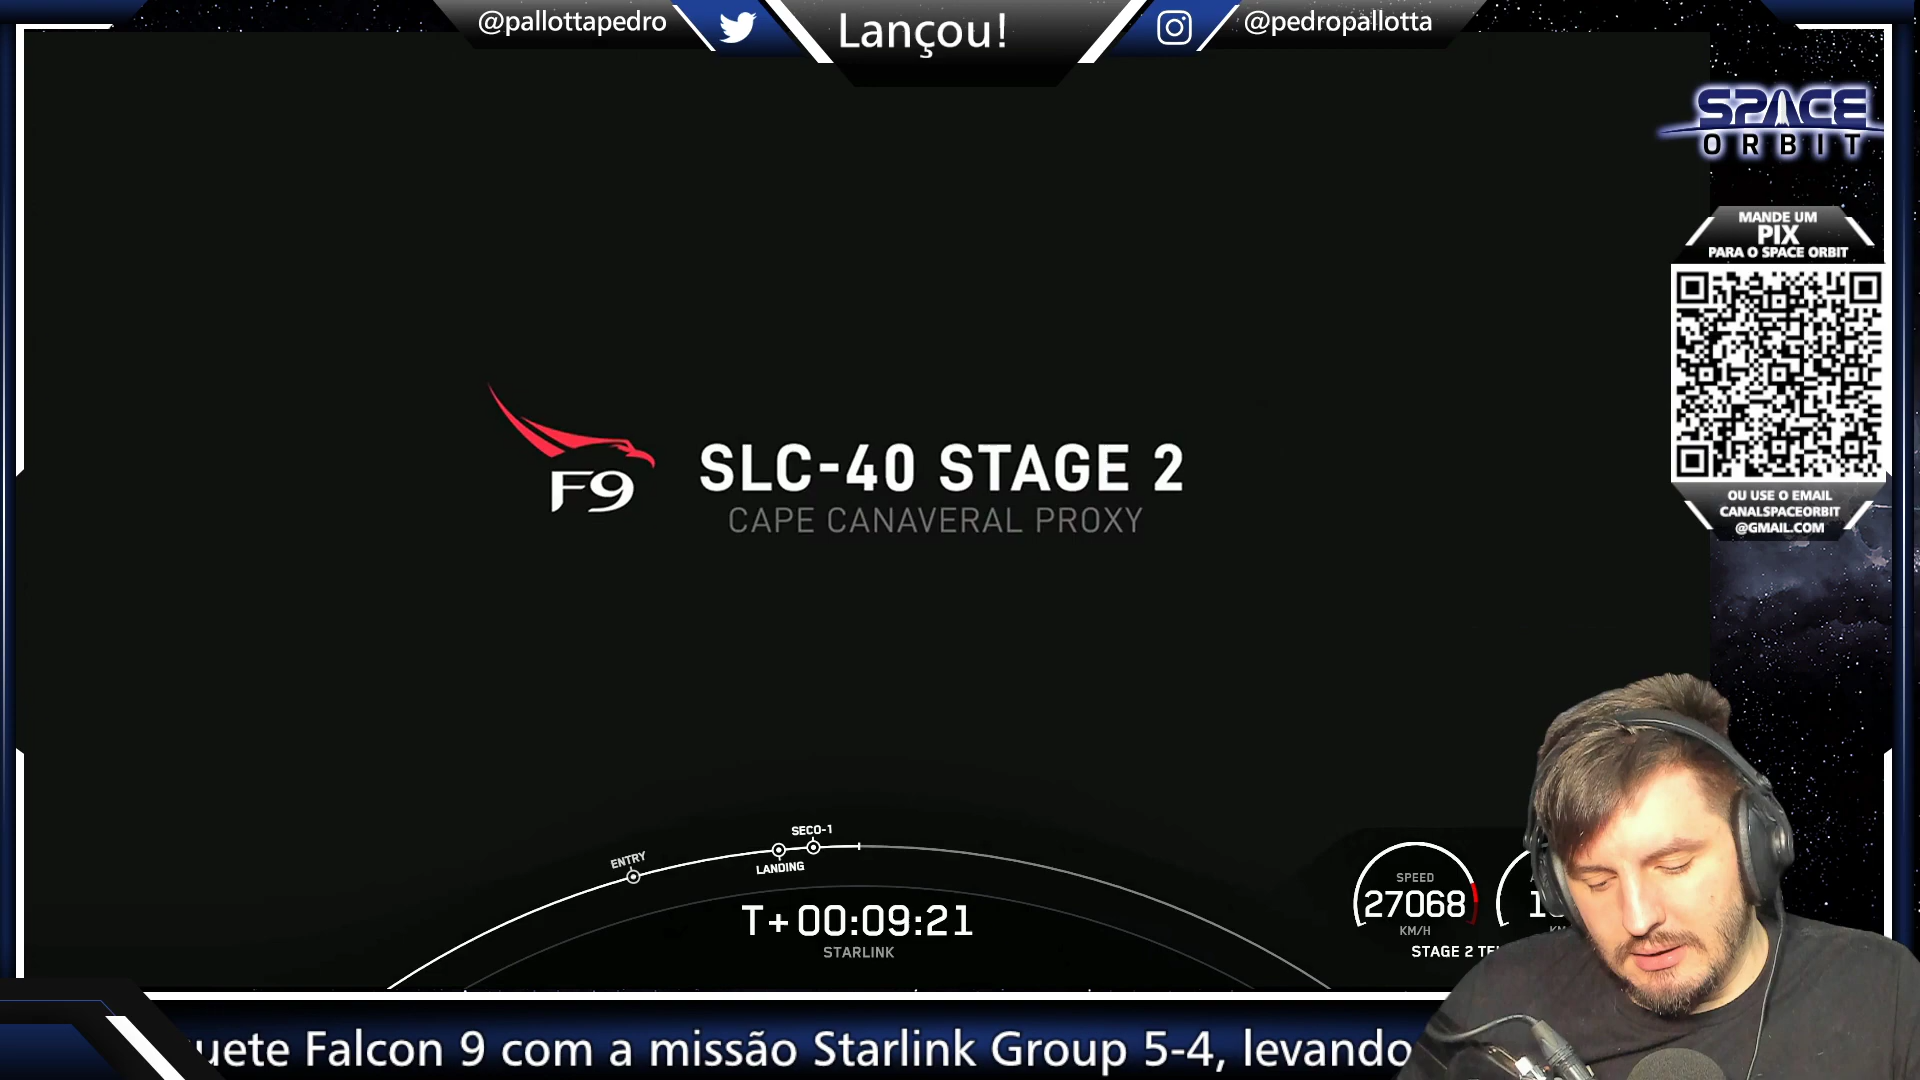 @pallottapedro
Lançou!
@pedropallotta
SPACE
ORBIT
MANDE UM
PIX
PARA O SPACE ORBIT
F9
SLC-40 STAGE 2
CAPE CANAVERAL PROXY
OU USE O EMAIL
CANALSPACEORBIT
@GMAIL.COM
SECO-1
ENTRY
LANDING
SPEED
27068
KM/H
T+00:09:21
STARLINK
STAGE 2
Falcon 9 com a missão Starlink Group 5-4, levando